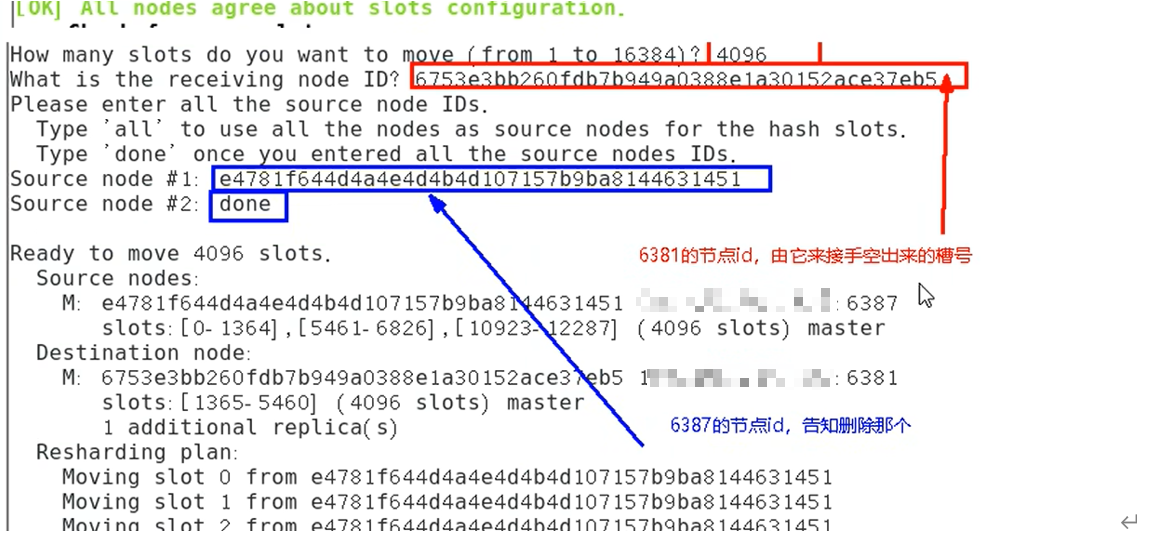 [OK] All nodes agree about slots configuration.
How many slots do you want to move (from 1 to 16384)? 4096
What is the receiving node ID? 6753e3bb260fdb7b949a0388e1a30152ace37eb5
Please enter all the source node IDs.
Type 'all' to use all the nodes as source nodes for the hash slots.
Type 'done' once you entered all the source nodes IDs.
Source node #1: e4781f644d4a4e4d4b4d107157b9ba8144631451
Source node #2: done
Ready to move 4096 slots.
6381的节点id，由它来接手空出来的槽号
Source nodes:
M: e4781f644d4a4e4d4b4d107157b9ba8144631451 :6387
slots:[0-1364],[5461-6826],[10923-12287] (4096 slots) master
Destination node:
M: 6753e3bb260fdb7b949a0388e1a30152ace37eb5 1 :6381
slots:[1365-5460] (4096 slots) master
1 additional replica(s)
6387的节点id，告知删除那个
Resharding plan:
Moving slot 0 from e4781f644d4a4e4d4b4d107157b9ba8144631451
Moving slot 1 from e4781f644d4a4e4d4b4d107157b9ba8144631451
Moving slot 2 from e4781f644d4a4e4d4b4d107157b9ba8144631451